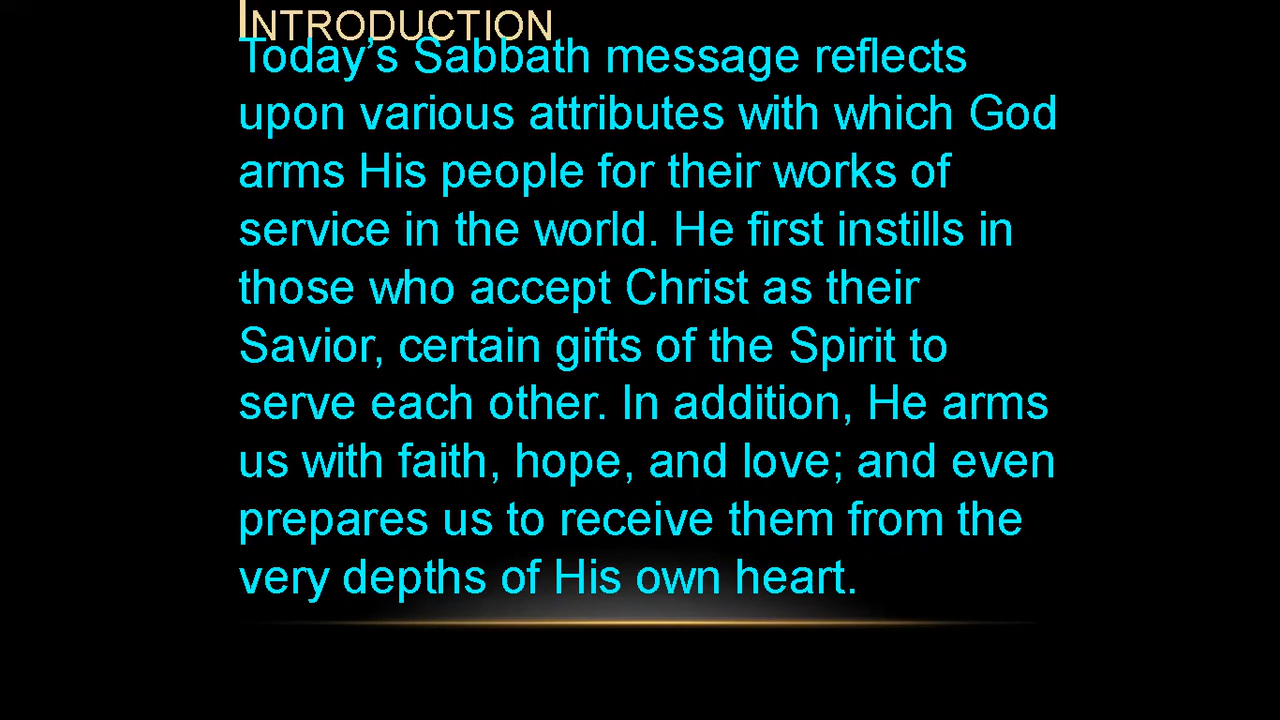 INTRODUCTION
Today’s Sabbath message reflects
upon various attributes with which God
arms His people for their works of
service in the world. He first instills in
those who accept Christ as their
Savior, certain gifts of the Spirit to
serve each other. In addition, He arms
us with faith, hope, and love; and even
prepares us to receive them from the
very depths of His own heart.